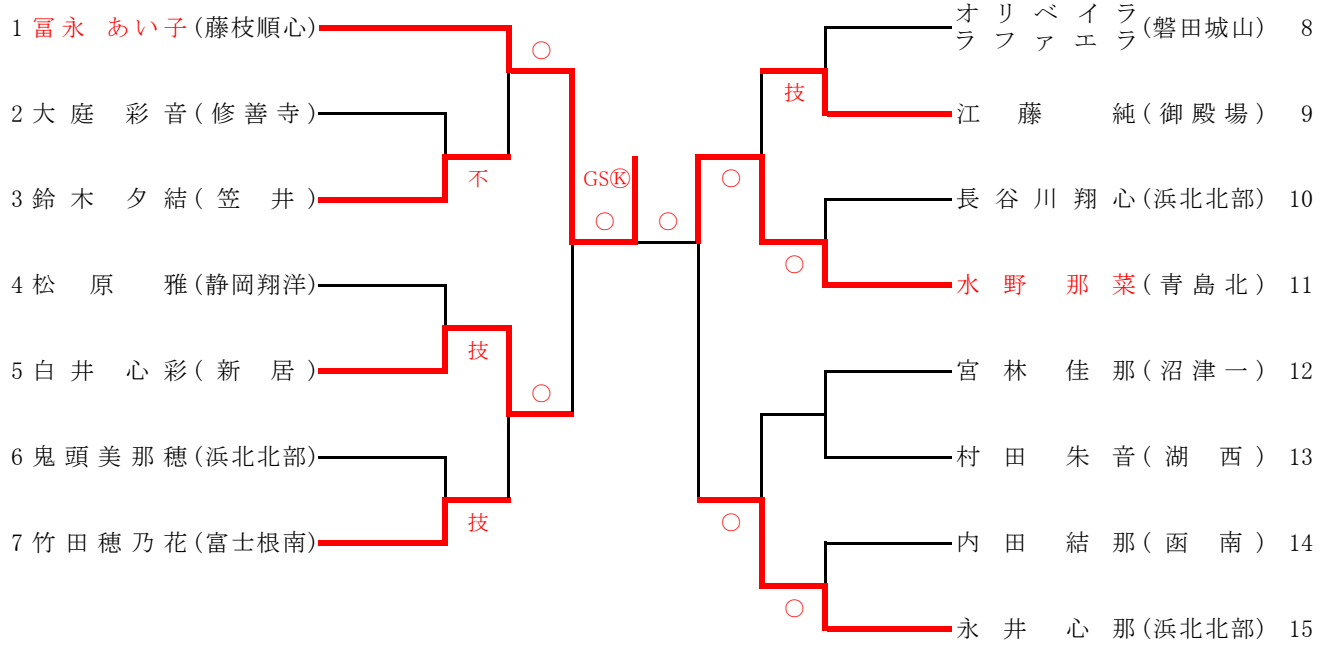 1 冨永 あい子 (藤枝順心)
○
2 大庭 彩音 (修善寺)
不
3 鈴木 夕結 (笠井)
4 松原 雅 (静岡翔洋)
技
5 白井 心彩 (新居)
○
6 鬼頭美那穂 (浜北北部)
技
7 竹田穂乃花 (富士根南)
GSⓀ
○
○
オリベイラ
ラファエラ (磐田城山) 8
技
江藤 純 (御殿場) 9
○
長谷川翔心 (浜北北部) 10
○
水野 那菜 (青島北) 11
宮林 佳那 (沼津一) 12
村田 朱音 (湖西) 13
○
内田 結那 (函南) 14
○
永井 心那 (浜北北部) 15